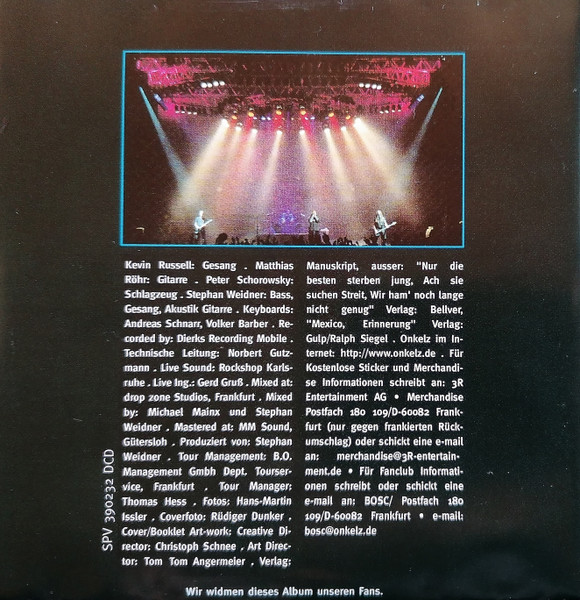 Kevin Russell: Gesang . Matthias
Röhr: Gitarre . Peter Schorowsky:
Schlagzeug . Stephan Weidner: Bass,
Gesang, Akustik Gitarre . Keyboards:
Andreas Schnarr, Volker Barber . Re-
corded by: Dierks Recording Mobile .
Technische Leitung: Norbert Gutz-
mann . Live Sound: Rockshop Karls-
ruhe . Live Ing.: Gerd Gruß . Mixed at:
drop zone Studios, Frankfurt . Mixed
by: Michael Mainx und Stephan
Weidner . Mastered at: MM Sound,
Gütersloh . Produziert von: Stephan
Weidner . Tour Management: B.O.
Management Gmbh Dept. Tourser-
vice, Frankfurt . Tour Manager:
Thomas Hess . Fotos: Hans-Martin
Issler . Coverfoto: Rüdiger Dunker .
Cover/Booklet Art-work: Creative Di-
rector: Christoph Schnee . Art Direc-
tor: Tom Tom Angermeier . Verlag:
Manuskript, ausser: "Nur die
besten sterben jung, Ach sie
suchen Streit, Wir ham' noch lange
nicht genug" Verlag: Bellver,
"Mexico, Erinnerung" Verlag:
Gulp/Ralph Siegel . Onkelz im In-
ternet: http://www.onkelz.de . Für
Kostenlose Sticker und Merchandi-
se Informationen schreibt an: 3R
Entertainment AG • Merchandise
Postfach 180 109/D-60082 Frank-
furt (nur gegen frankierten Rück-
umschlag) oder schickt eine e-mail
an: merchandise@3R-entertain-
ment.de • Für Fanclub Informati-
onen schreibt oder schickt eine
e-mail an: BOSC/ Postfach 180
109/D-60082 Frankfurt • e-mail:
bosc@onkelz.de
SPV 390232 DCD
Wir widmen dieses Album unseren Fans.